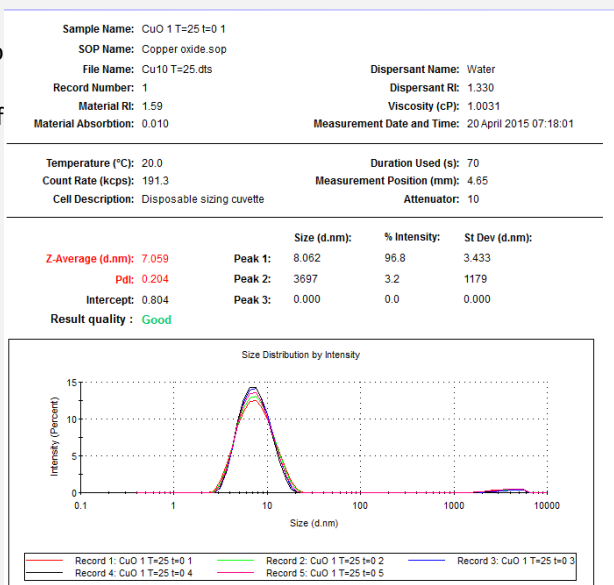 Sample Name: CuO 1 T=25 t=0 1
SOP Name: Copper oxide.sop
File Name: Cu10 T=25.dts Dispersant Name: Water
Record Number: 1 Dispersant RI: 1.330
Material RI: 1.59 Viscosity (cP): 1.0031
Material Absorbtion: 0.010 Measurement Date and Time: 20 April 2015 07:18:01
Temperature (°C): 20.0 Duration Used (s): 70
Count Rate (kcps): 191.3 Measurement Position (mm): 4.65
Cell Description: Disposable sizing cuvette Attenuator: 10
Size (d.nm): % Intensity: St Dev (d.nm):
Z-Average (d.nm): 7.059 Peak 1: 8.062 96.8 3.433
PdI: 0.204 Peak 2: 3697 3.2 1179
Intercept: 0.804 Peak 3: 0.000 0.0 0.000
Result quality : Good
Size Distribution by Intensity
Intensity (Percent)
15
10
5
0
0.1 1 10 100 1000 10000
Size (d.nm)
Record 1: CuO 1 T=25 t=0 1 Record 2: CuO 1 T=25 t=0 2 Record 3: CuO 1 T=25 t=0 3
Record 4: CuO 1 T=25 t=0 4 Record 5: CuO 1 T=25 t=0 5